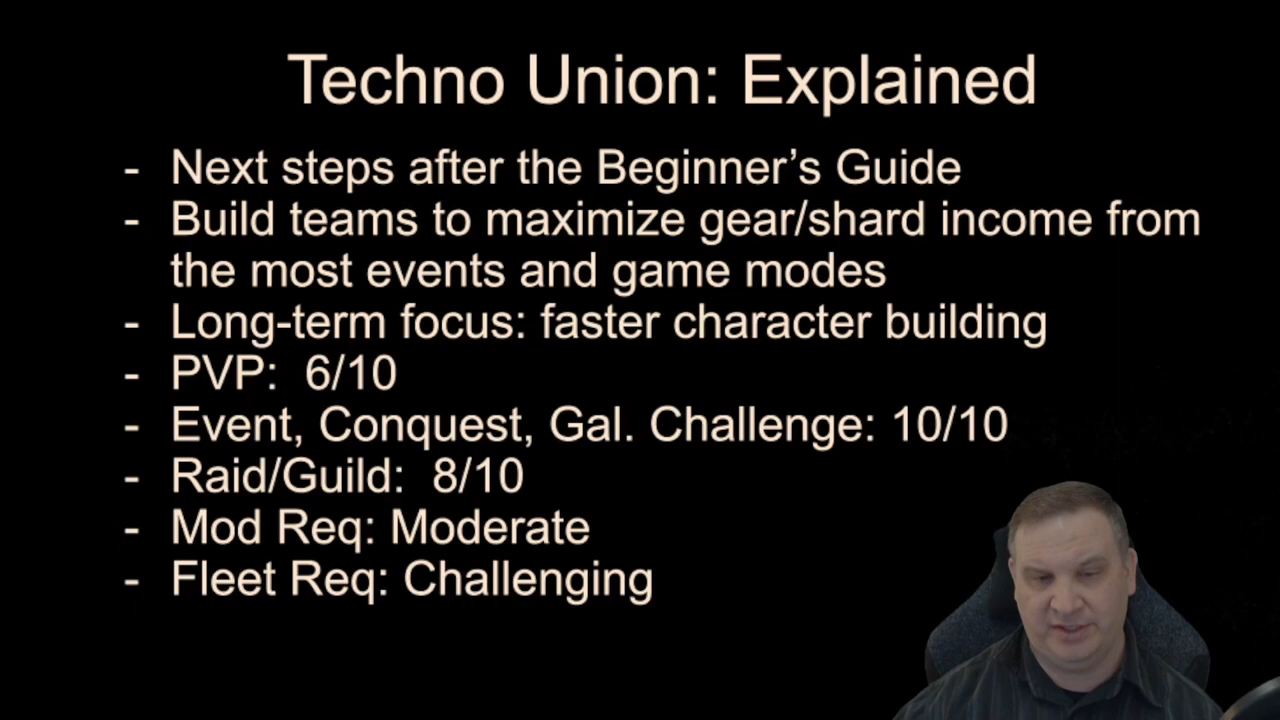 Techno Union: Explained
- Next steps after the Beginner’s Guide
- Build teams to maximize gear/shard income from
the most events and game modes
- Long-term focus: faster character building
- PVP:  6/10
- Event, Conquest, Gal. Challenge: 10/10
- Raid/Guild:  8/10
- Mod Req: Moderate
- Fleet Req: Challenging